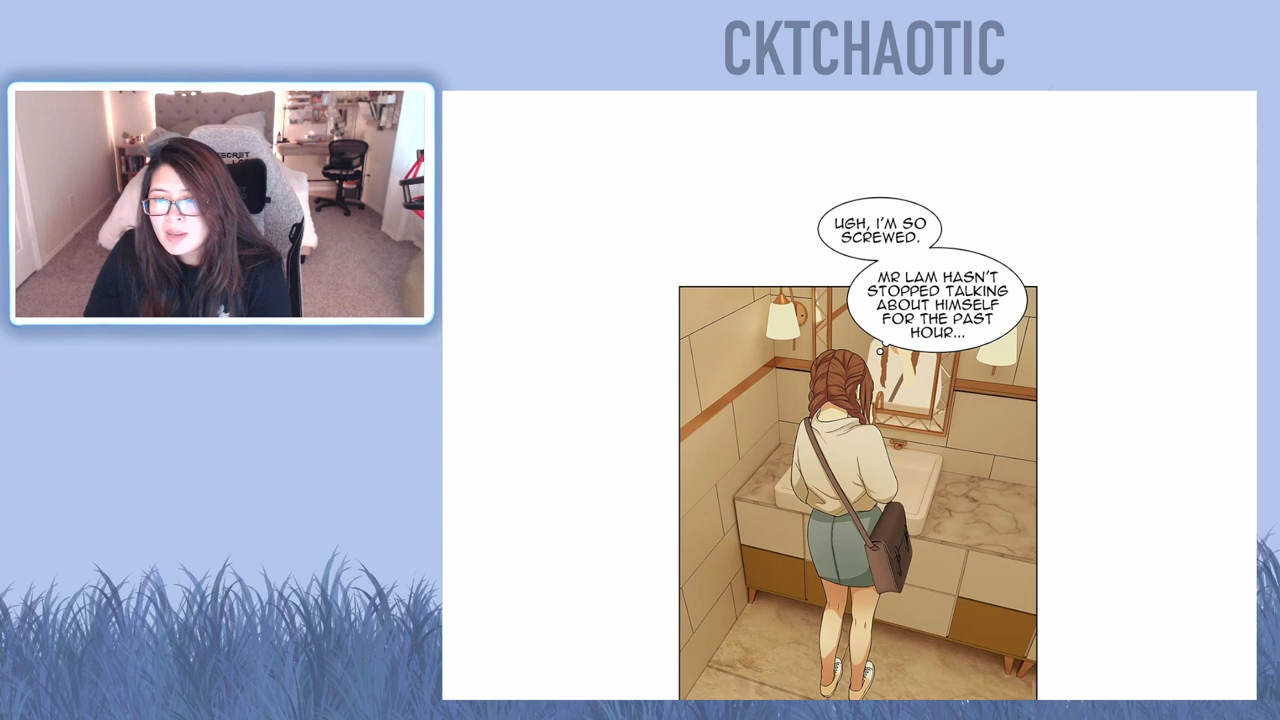 CKTCHAOTIC
UGH, I'M SO
SCREWED.
MR LAM HASN'T
STOPPED TALKING
ABOUT HIMSELF
FOR THE PAST
HOUR...